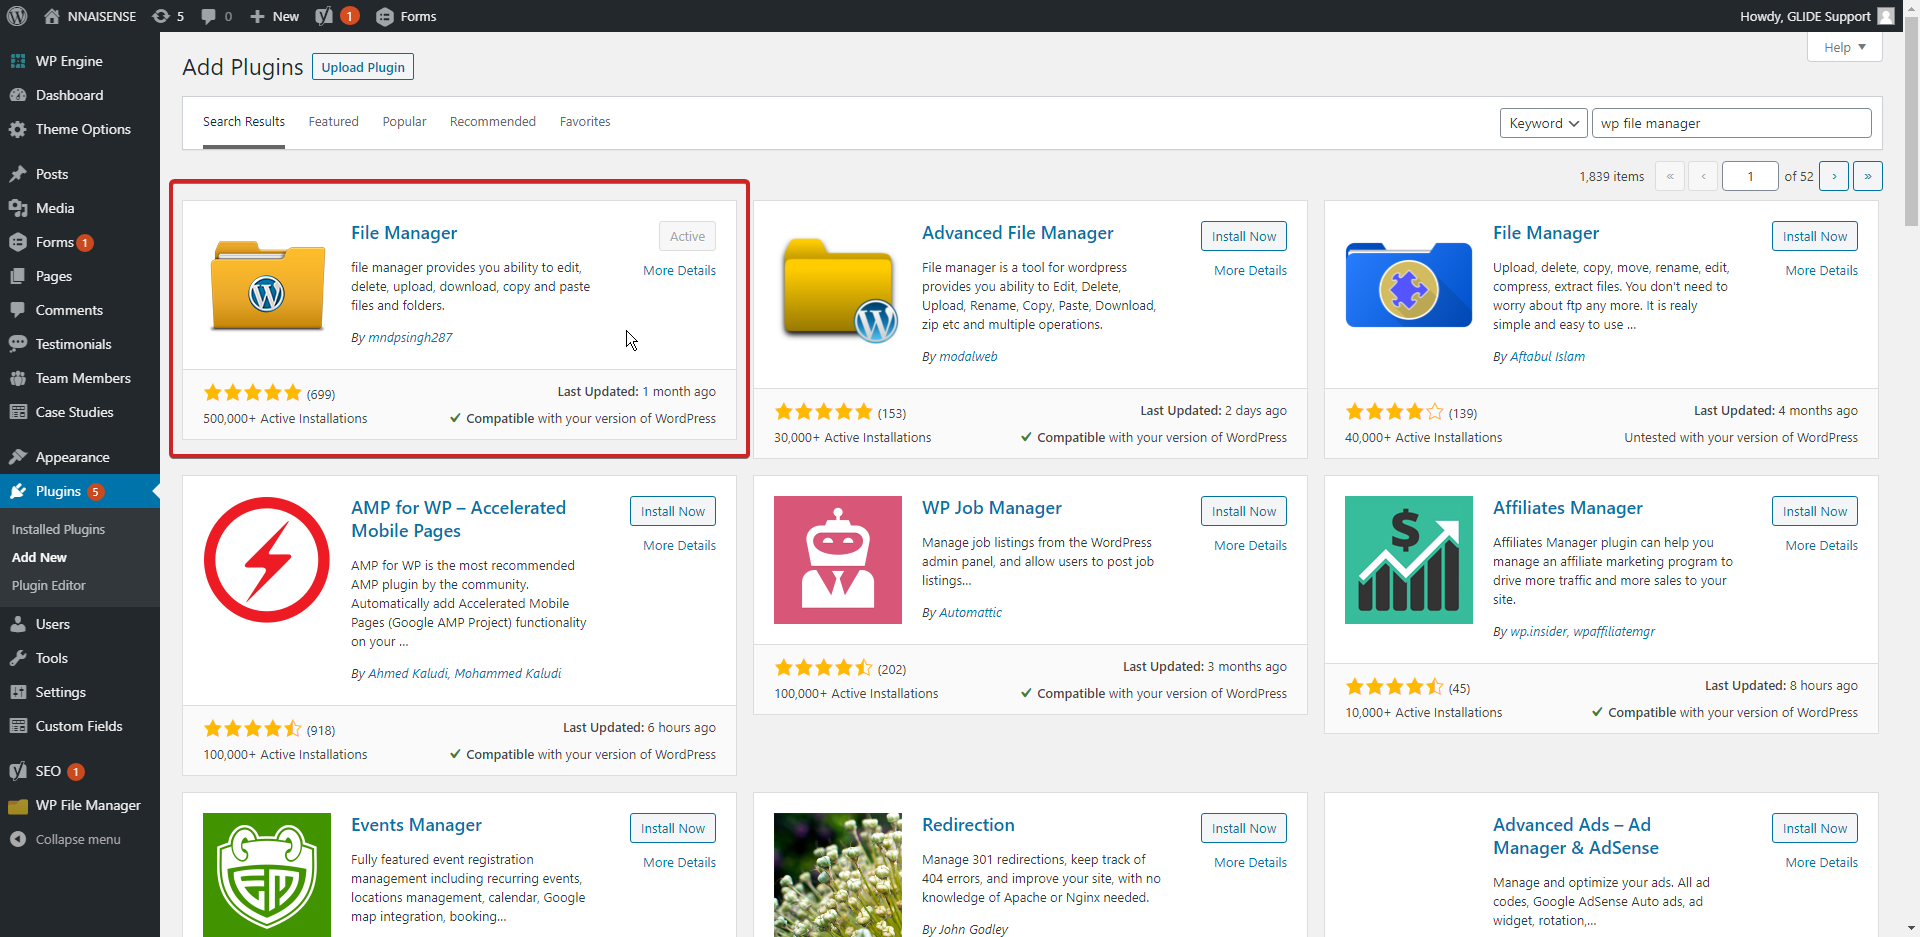 NNAISENSE
5
0
New
1
Forms
Howdy, GLIDE Support
WP Engine
Dashboard
Theme Options
Posts
Media
Forms 1
Pages
Comments
Testimonials
Team Members
Case Studies
Appearance
Plugins 5
Installed Plugins
Add New
Plugin Editor
Users
Tools
Settings
Custom Fields
SEO 1
WP File Manager
Collapse menu
Help
Add Plugins
Upload Plugin
Search Results
Featured
Popular
Recommended
Favorites
Keyword
wp file manager
1,839 items
«
‹
1
of 52
›
»
File Manager
Active
More Details
file manager provides you ability to edit,
delete, upload, download, copy and paste
files and folders.
By mndpsingh287
(699)
Last Updated: 1 month ago
500,000+ Active Installations
Compatible with your version of WordPress
Advanced File Manager
Install Now
More Details
File manager is a tool for wordpress
provides you ability to Edit, Delete,
Upload, Rename, Copy, Paste, Download,
zip etc and multiple operations.
By modalweb
(153)
Last Updated: 2 days ago
30,000+ Active Installations
Compatible with your version of WordPress
File Manager
Install Now
More Details
Upload, delete, copy, move, rename, edit,
compress, extract files. You don't need to
worry about ftp any more. It is realy
simple and easy to use ...
By Aftabul Islam
(139)
Last Updated: 4 months ago
40,000+ Active Installations
Untested with your version of WordPress
AMP for WP – Accelerated
Mobile Pages
Install Now
More Details
AMP for WP is the most recommended
AMP plugin by the community.
Automatically add Accelerated Mobile
Pages (Google AMP Project) functionality
on your ...
By Ahmed Kaludi, Mohammed Kaludi
(918)
Last Updated: 6 hours ago
100,000+ Active Installations
Compatible with your version of WordPress
WP Job Manager
Install Now
More Details
Manage job listings from the WordPress
admin panel, and allow users to post job
listings...
By Automattic
(202)
Last Updated: 3 months ago
100,000+ Active Installations
Compatible with your version of WordPress
Affiliates Manager
Install Now
More Details
Affiliates Manager plugin can help you
manage an affiliate marketing program to
drive more traffic and more sales to your
site.
By wp.insider, wpaffiliatemgr
(45)
Last Updated: 8 hours ago
10,000+ Active Installations
Compatible with your version of WordPress
EM
Events Manager
Install Now
More Details
Fully featured event registration
management including recurring events,
locations management, calendar, Google
map integration, booking...
Redirection
Install Now
More Details
Manage 301 redirections, keep track of
404 errors, and improve your site, with no
knowledge of Apache or Nginx needed.
By John Godley
Advanced Ads – Ad
Manager & AdSense
Install Now
More Details
Manage and optimize your ads. All ad
codes, Google AdSense Auto ads, ad
widget, rotation,...